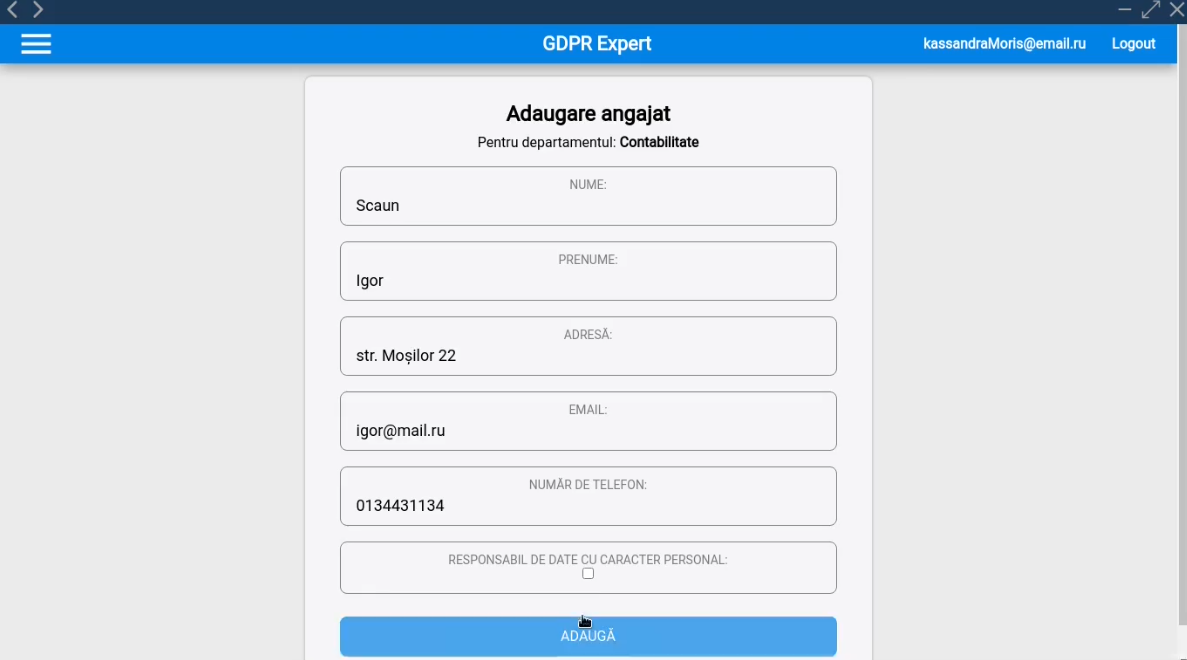 GDPR Expert
kassandraMoris@email.ru
Logout
Adaugare angajat
Pentru departamentul: Contabilitate
NUME:
Scaun
PRENUME:
Igor
ADRESĂ:
str. Moșilor 22
EMAIL:
igor@mail.ru
NUMĂR DE TELEFON:
0134431134
RESPONSABIL DE DATE CU CARACTER PERSONAL:
ADAUGĂ